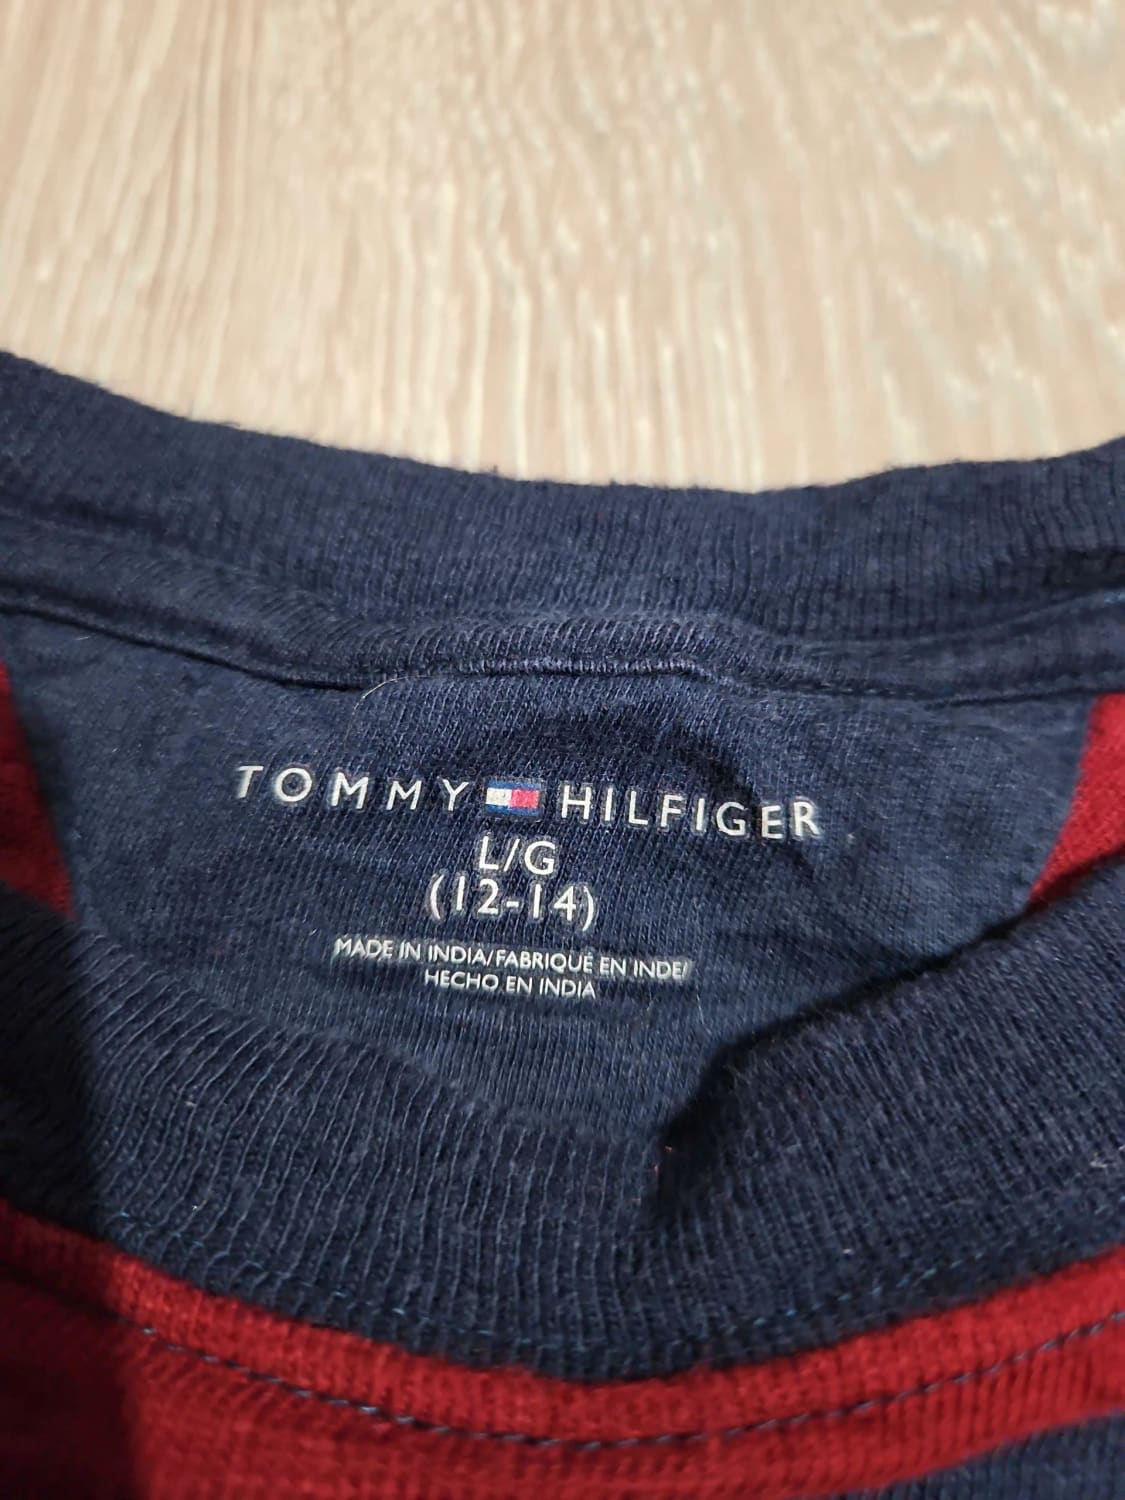 TOMMY HILFIGER
L/G
(12-14)
MADE IN INDIA/FABRIQUÉ EN INDE/
HECHO EN INDIA